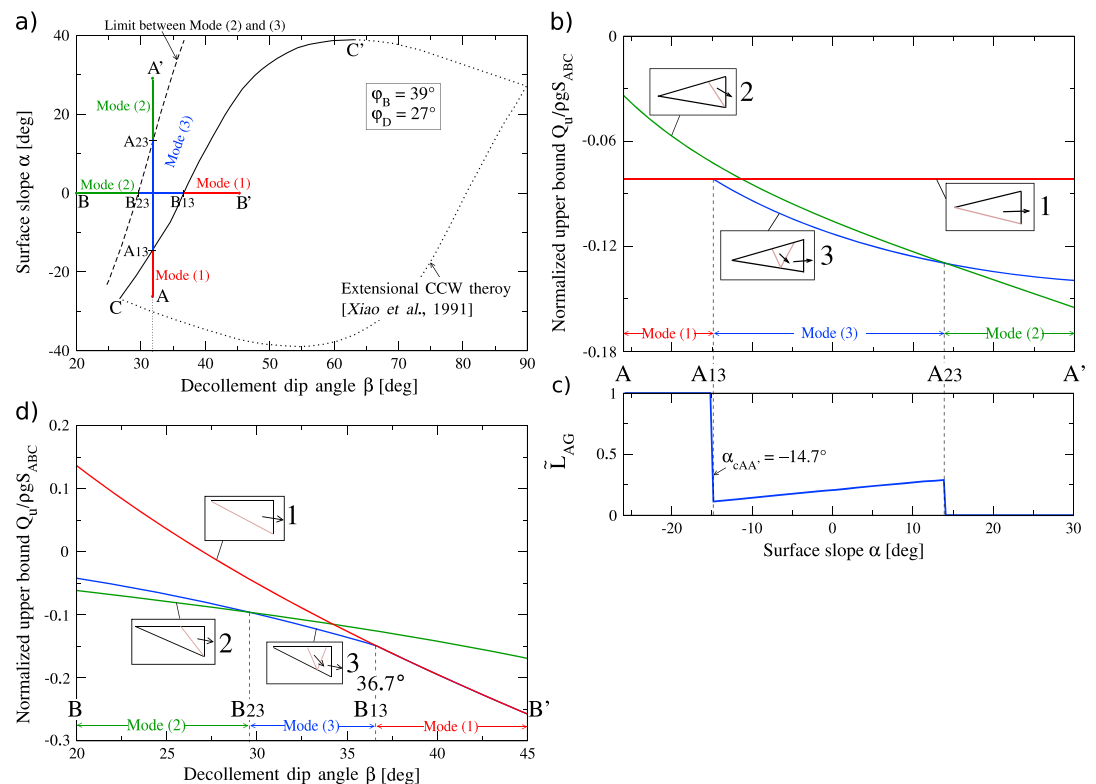 a)
Limit between Mode (2) and (3)
40
20
0
-20
-40
Surface slope α [deg]
A'
C'
φB = 39°
φD = 27°
Mode (2)
A23
Mode (3)
Mode (2)
Mode (1)
B
B23
B13
B'
A13
Mode (1)
C
A
Extensional CCW theroy
[Xiao et al., 1991]
20 30 40 50 60 70 80 90
Decollement dip angle β [deg]
b)
0
-0.06
-0.12
-0.18
Normalized upper bound Qu/ρgSABC
2
1
3
Mode (1)
Mode (3)
Mode (2)
A
A13
A23
A'
c)
1
0.5
0
L̃AG
αcAA' = −14.7°
-20 -10 0 10 20 30
Surface slope α [deg]
d)
0.2
0.1
0
-0.1
-0.2
-0.3
Normalized upper bound Qu/ρgSABC
1
2
3
36.7°
B
B23
B13
B'
Mode (2)
Mode (3)
Mode (1)
20 25 30 35 40 45
Decollement dip angle β [deg]